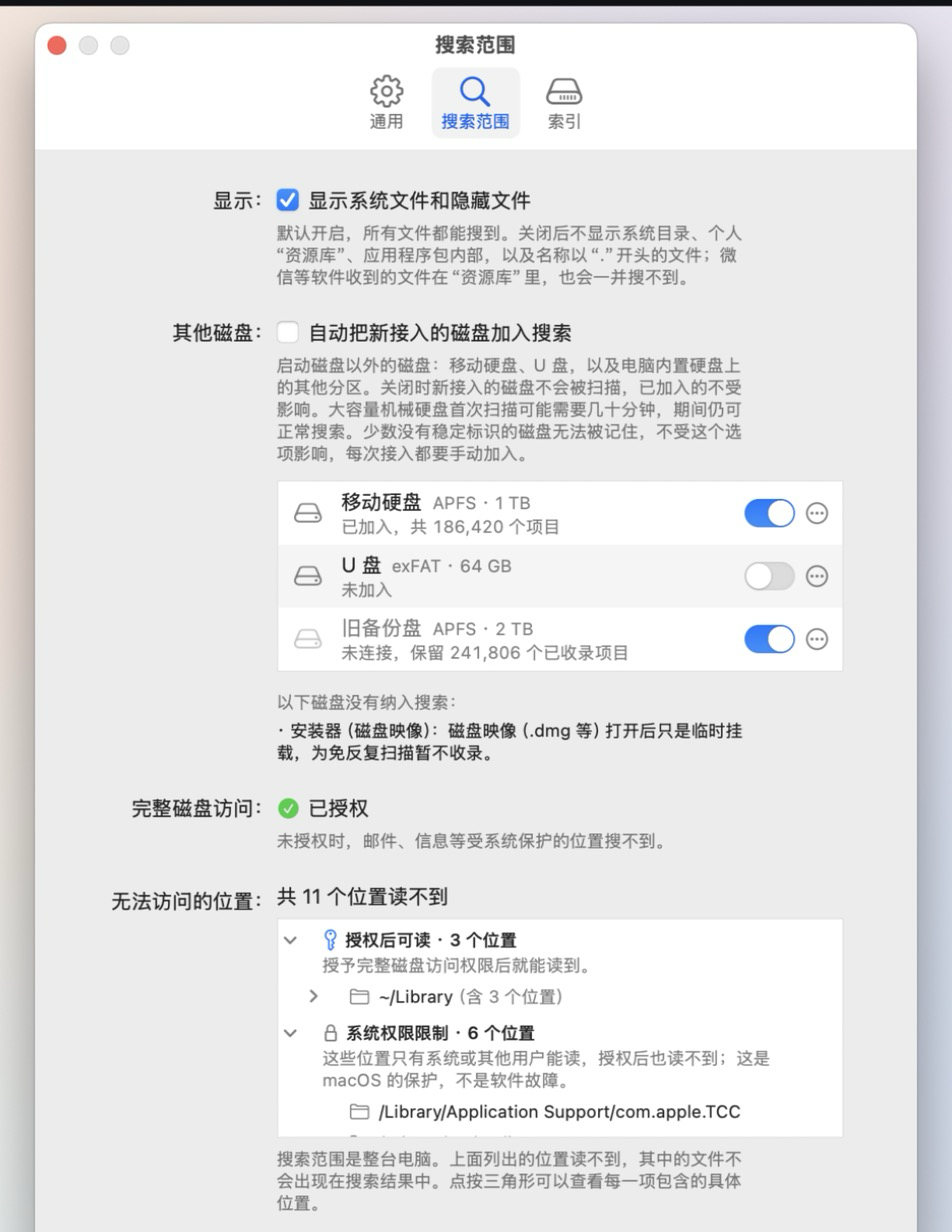 搜索范围
通用
搜索范围
索引
显示：
显示系统文件和隐藏文件
默认开启，所有文件都能搜到。关闭后不显示系统目录、个人
“资源库”、应用程序包内部，以及名称以“.”开头的文件；微
信等软件收到的文件在“资源库”里，也会一并搜不到。
其他磁盘：
自动把新接入的磁盘加入搜索
启动磁盘以外的磁盘：移动硬盘、U 盘，以及电脑内置硬盘上
的其他分区。关闭时新接入的磁盘不会被扫描，已加入的不受
影响。大容量机械硬盘首次扫描可能需要几十分钟，期间仍可
正常搜索。少数没有稳定标识的磁盘无法被记住，不受这个选
项影响，每次接入都要手动加入。
移动硬盘 APFS · 1 TB
已加入，共 186,420 个项目
U 盘 exFAT · 64 GB
未加入
旧备份盘 APFS · 2 TB
未连接，保留 241,806 个已收录项目
以下磁盘没有纳入搜索：
· 安装器 (磁盘映像)：磁盘映像 (.dmg 等) 打开后只是临时挂
载，为免反复扫描暂不收录。
完整磁盘访问：
已授权
未授权时，邮件、信息等受系统保护的位置搜不到。
无法访问的位置：
共 11 个位置读不到
授权后可读 · 3 个位置
授予完整磁盘访问权限后就能读到。
~/Library (含 3 个位置)
系统权限限制 · 6 个位置
这些位置只有系统或其他用户能读，授权后也读不到；这是
macOS 的保护，不是软件故障。
/Library/Application Support/com.apple.TCC
搜索范围是整台电脑。上面列出的位置读不到，其中的文件不
会出现在搜索结果中。点按三角形可以查看每一项包含的具体
位置。